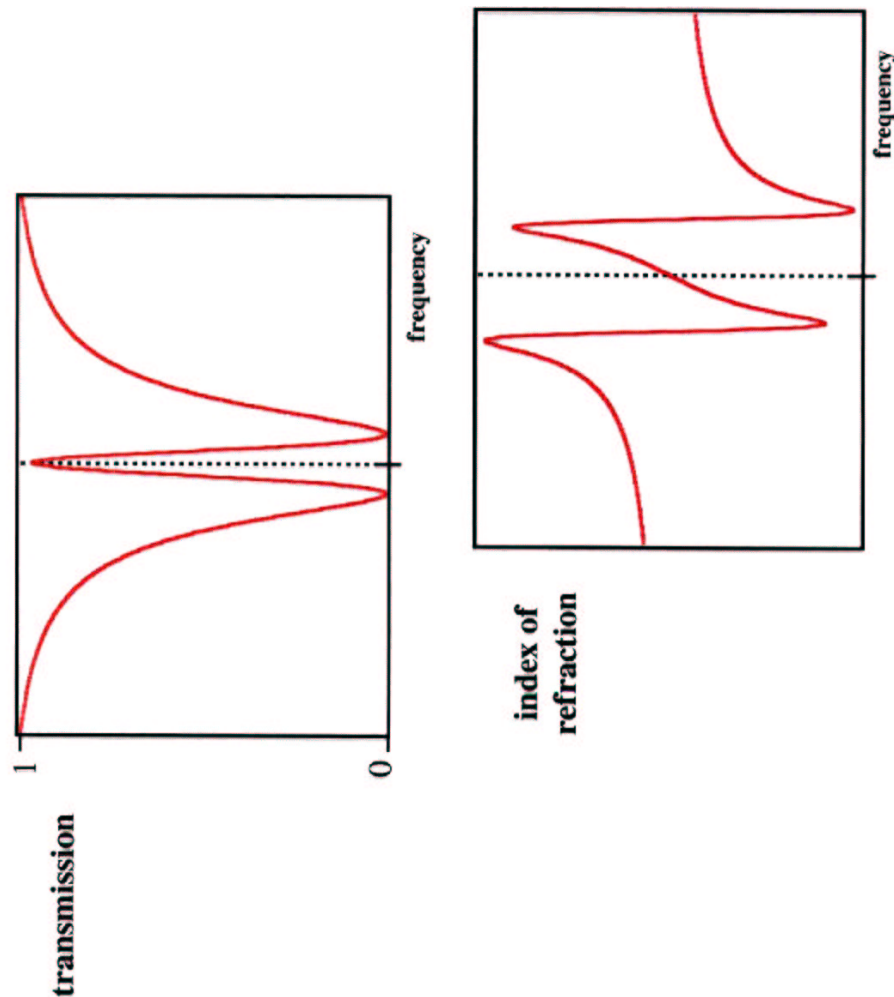 transmission
1
0
frequency
index of
refraction
frequency